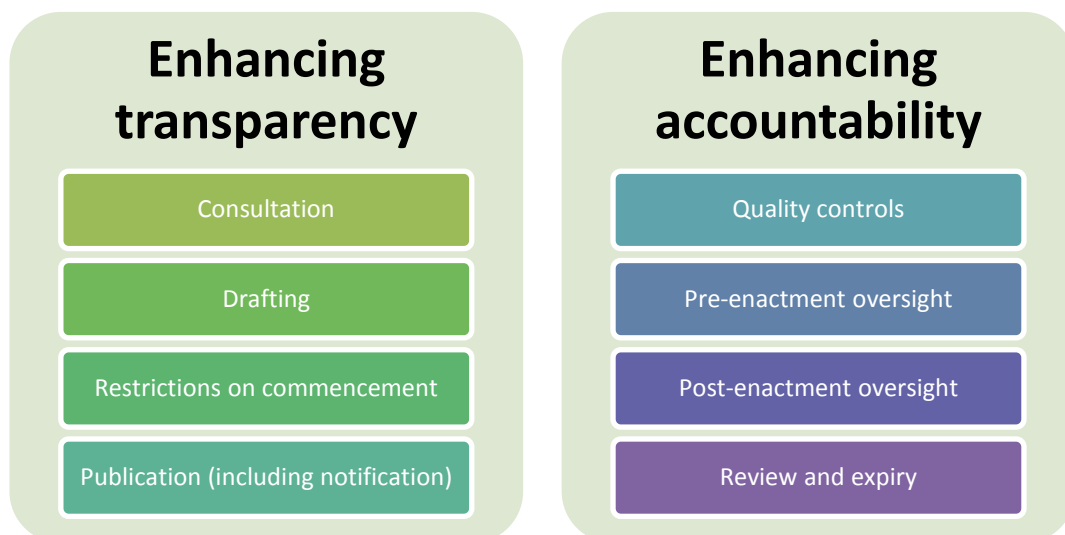 Enhancing
transparency
Consultation
Drafting
Restrictions on commencement
Publication (including notification)
Enhancing
accountability
Quality controls
Pre-enactment oversight
Post-enactment oversight
Review and expiry